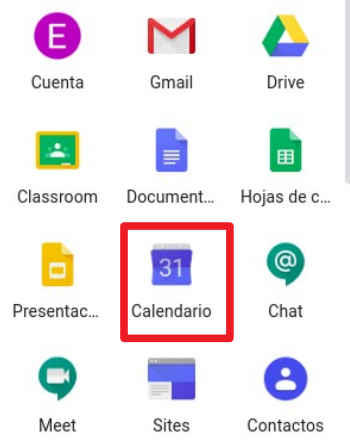 E
Cuenta
Gmail
Drive
Classroom
Document...
Hojas de c...
31
@
Presentac...
Calendario
Chat
Meet
Sites
Contactos